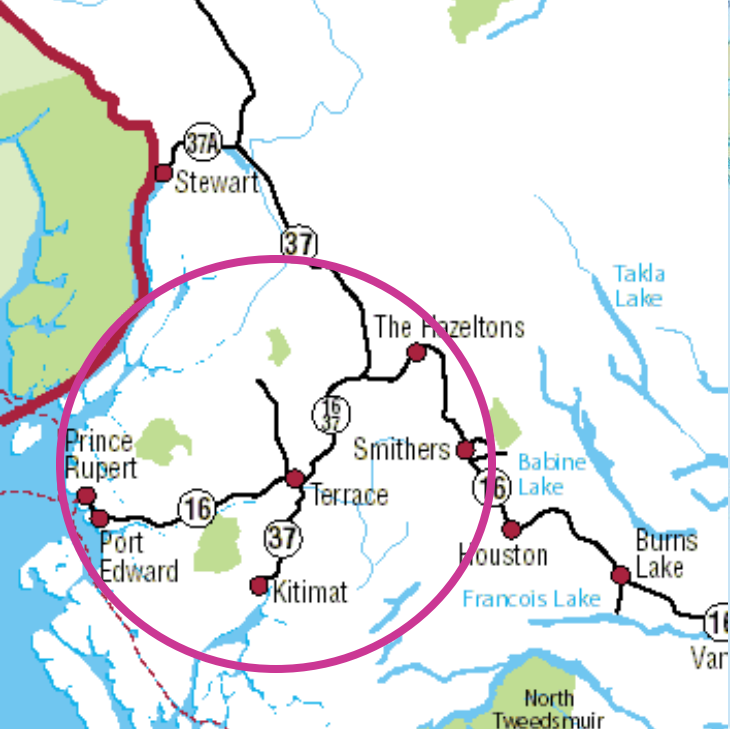 37A
Stewart
37
Takla
Lake
The Hazeltons
16
37
Prince
Rupert
Smithers
Babine
Lake
16
Terrace
16
Port
Edward
37
Houston
Burns
Lake
Kitimat
Francois Lake
16
Van
North
Tweedsmuir